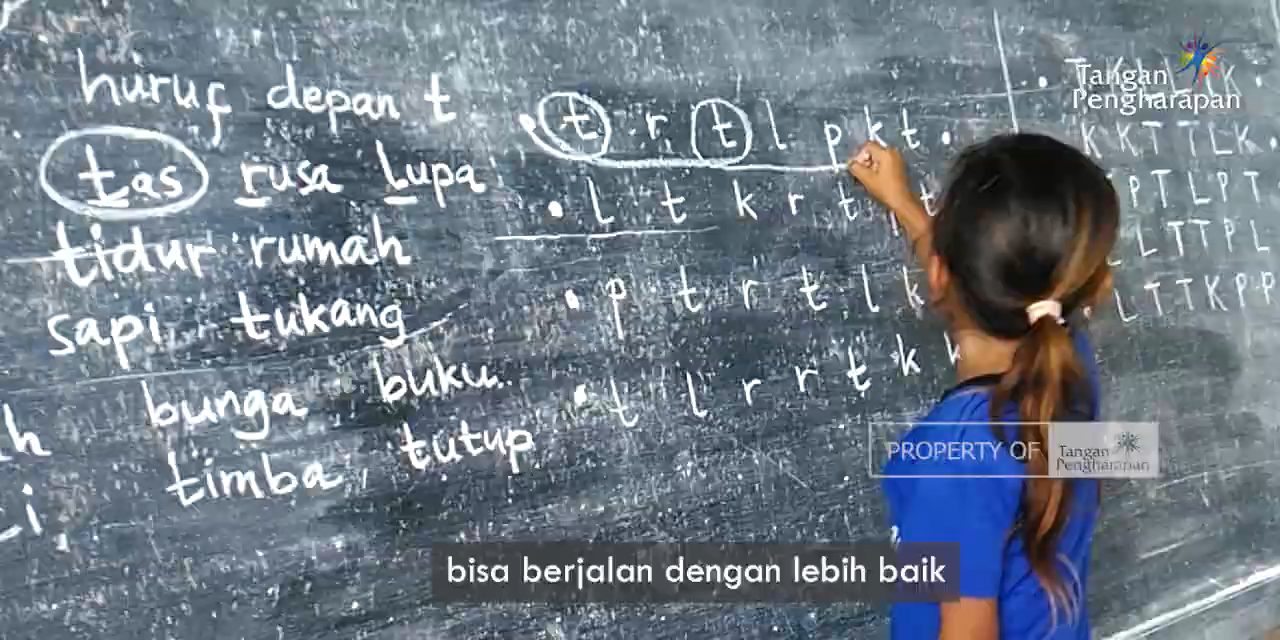 huruf depan t
tas rusa Lupa
tidur rumah
sapi tukang
bunga buku
timba tutup
h
i
t r t l p k t
l t k r t t
p t r t l k
t l r r t k k
K K T T L K
P T L P T
L T T P L
L T T K P P
Tangan
Pengharapan
PROPERTY OF
Tangan
Pengharapan
bisa berjalan dengan lebih baik